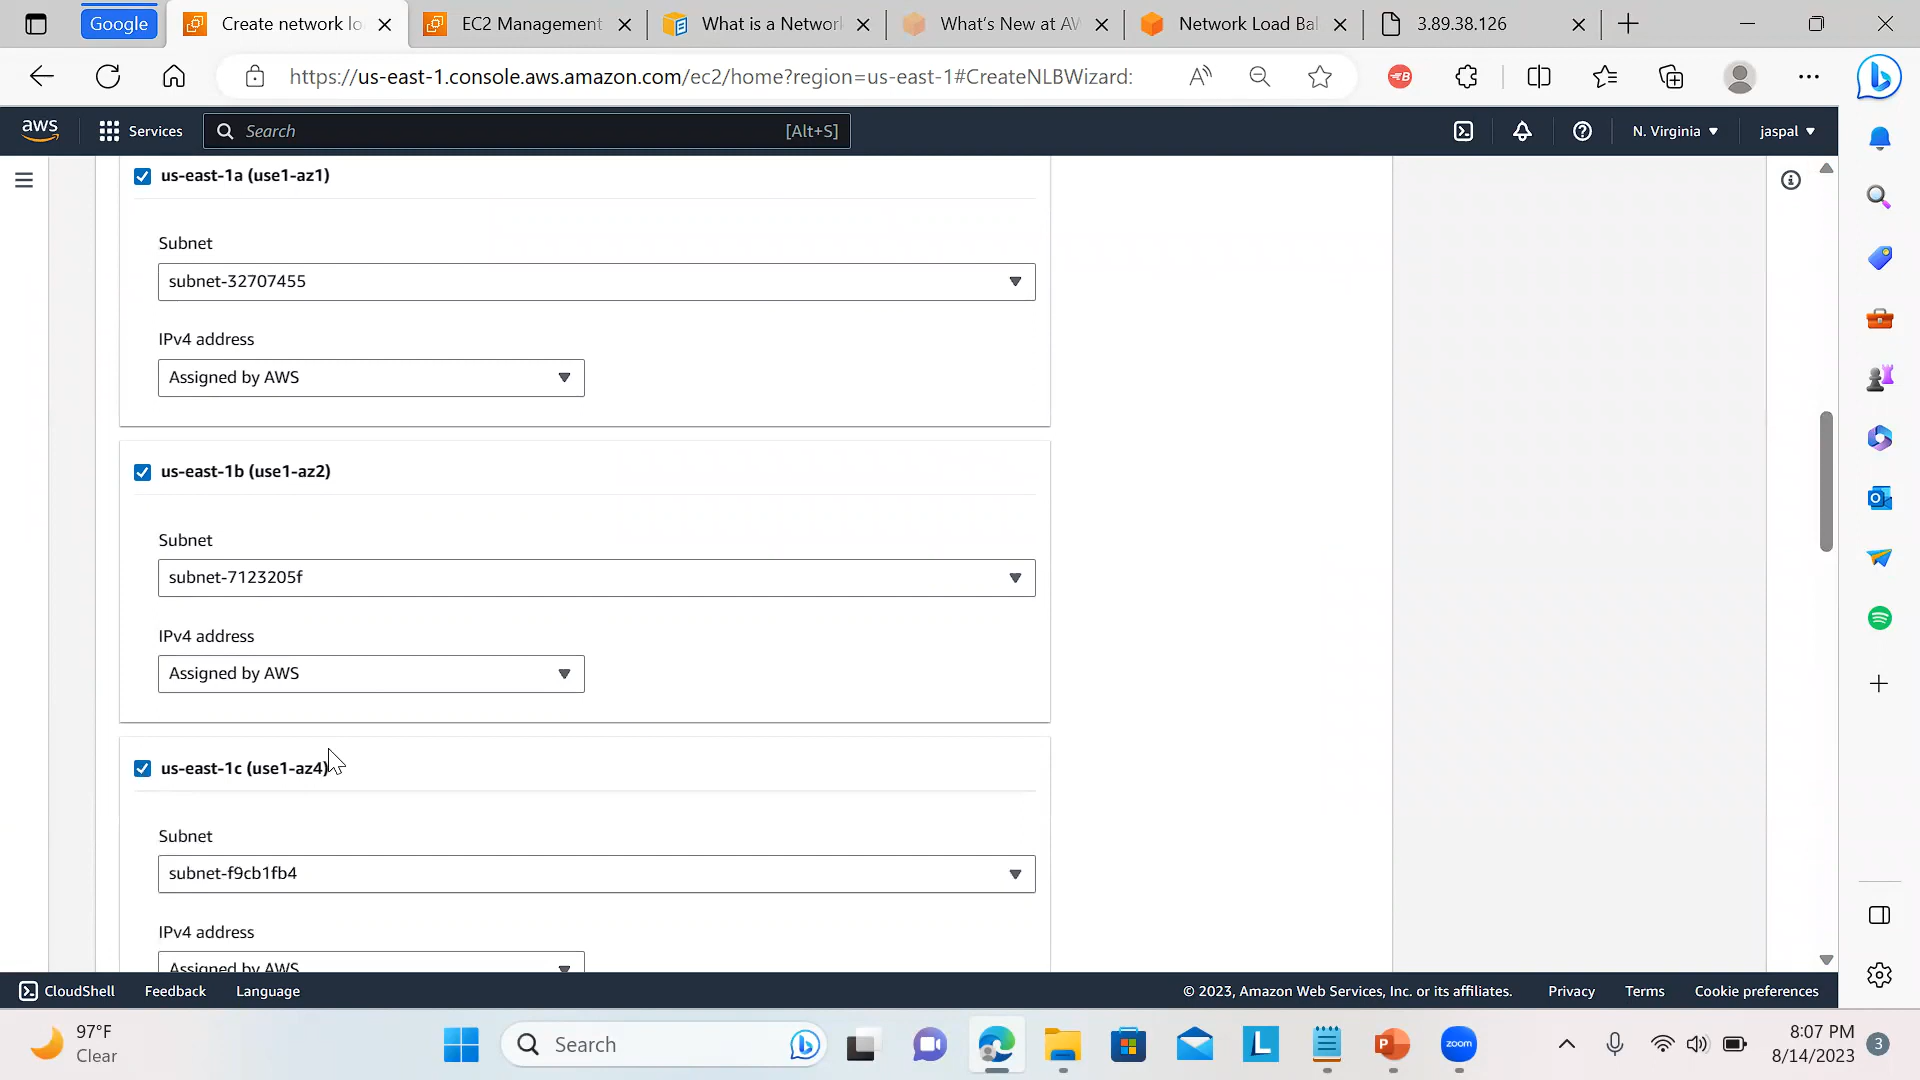 Google
Create network lo
EC2 Management
What is a Network
What's New at AW
Network Load Bal
3.89.38.126
https://us-east-1.console.aws.amazon.com/ec2/home?region=us-east-1#CreateNLBWizard:
aws
Services
Search
[Alt+S]
N. Virginia
jaspal
us-east-1a (use1-az1)
Subnet
subnet-32707455
IPv4 address
Assigned by AWS
us-east-1b (use1-az2)
Subnet
subnet-7123205f
IPv4 address
Assigned by AWS
us-east-1c (use1-az4)
Subnet
subnet-f9cb1fb4
IPv4 address
Assigned by AWS
CloudShell
Feedback
Language
© 2023, Amazon Web Services, Inc. or its affiliates.
Privacy
Terms
Cookie preferences
97°F
Clear
Search
zoom
8:07 PM
8/14/2023
3